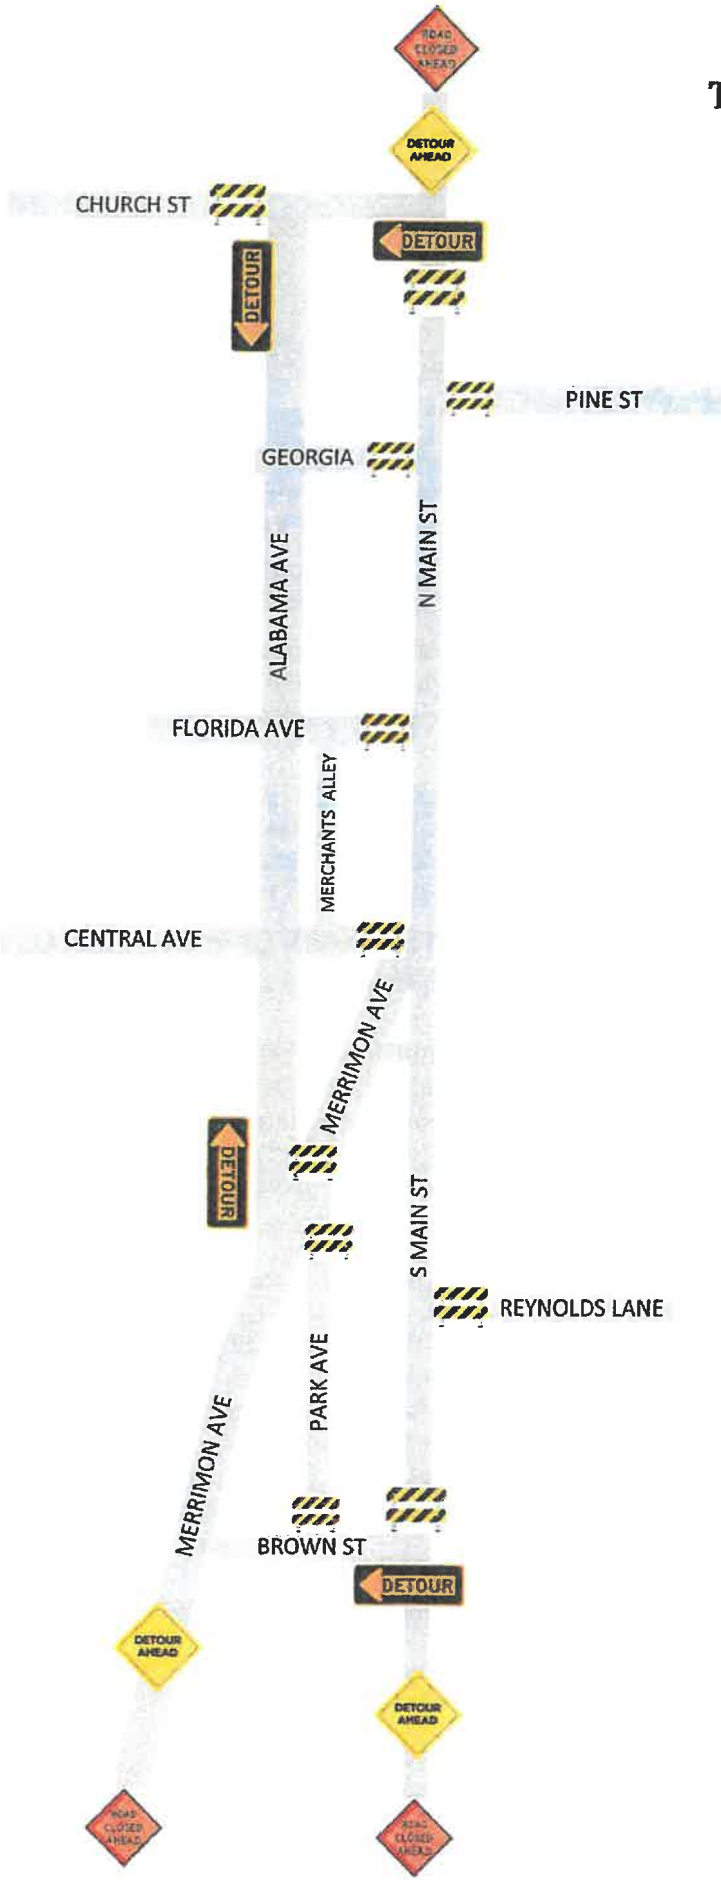 ROAD
CLOSED
AHEAD
T
DETOUR
AHEAD
CHURCH ST
DETOUR
DETOUR
PINE ST
GEORGIA
N MAIN ST
ALABAMA AVE
FLORIDA AVE
MERCHANTS ALLEY
CENTRAL AVE
MERRIMON AVE
DETOUR
S MAIN ST
REYNOLDS LANE
PARK AVE
MERRIMON AVE
BROWN ST
DETOUR
DETOUR
AHEAD
DETOUR
AHEAD
ROAD
CLOSED
AHEAD
ROAD
CLOSED
AHEAD